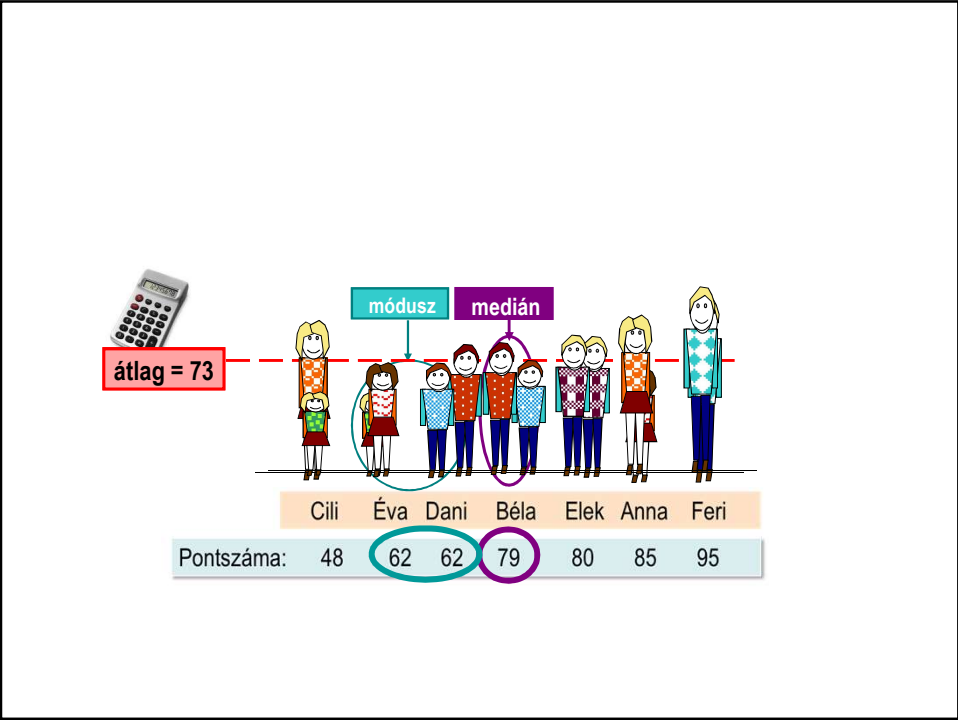 módusz
medián
átlag = 73
Cili Éva Dani Béla Elek Anna Feri
Pontszáma: 48 62 62 79 80 85 95